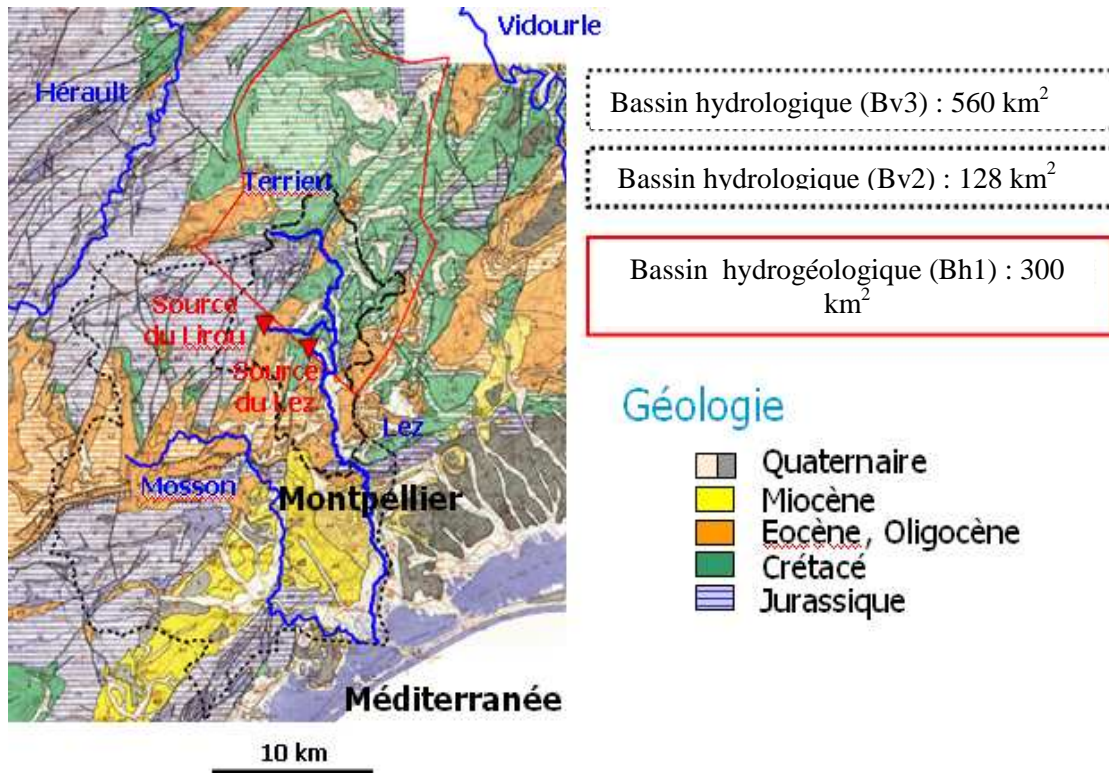 Vidourle
Hérault
Terrieu
Source
du Lirou
Source
du Lez
Lez
Mosson
Montpellier
Méditerranée
10 km
Bassin hydrologique (Bv3) : 560 km²
Bassin hydrologique (Bv2) : 128 km²
Bassin hydrogéologique (Bh1) : 300
km²
Géologie
Quaternaire
Miocène
Eocène, Oligocène
Crétacé
Jurassique